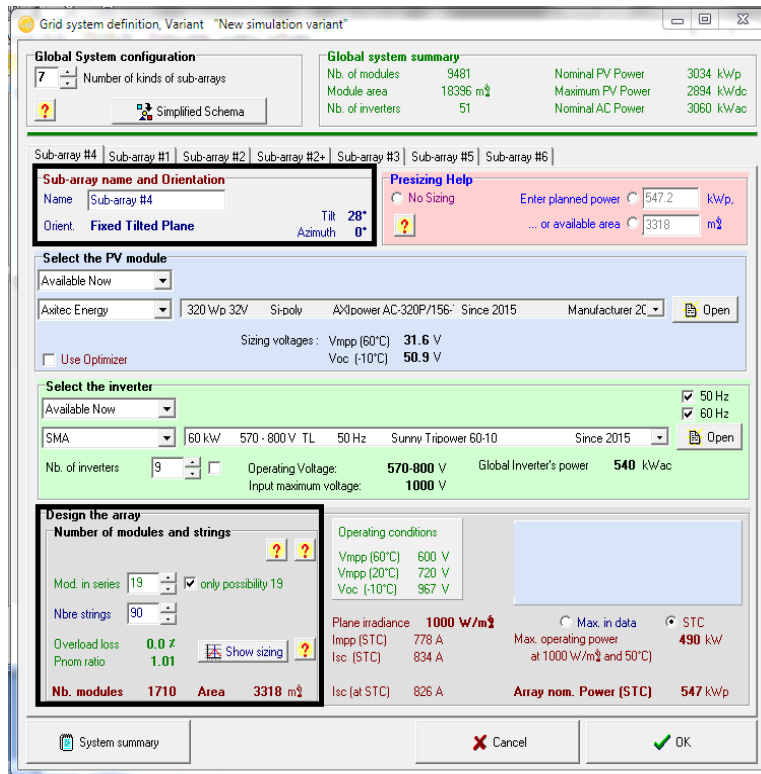 Grid system definition, Variant "New simulation variant"
Global System configuration
7 Number of kinds of sub-arrays
? Simplified Schema
Global system summary
Nb. of modules 9481 Nominal PV Power 3034 kWp
Module area 18396 m² Maximum PV Power 2894 kWdc
Nb. of inverters 51 Nominal AC Power 3060 kWac
Sub-array #4 Sub-array #1 Sub-array #2 Sub-array #2+ Sub-array #3 Sub-array #5 Sub-array #6
Sub-array name and Orientation
Name Sub-array #4
Orient. Fixed Tilted Plane
Tilt 28°
Azimuth 0°
Presizing Help
No Sizing Enter planned power 547.2 kWp,
? ... or available area 3318 m²
Select the PV module
Available Now
Axitec Energy 320 Wp 32V Si-poly AXIpower AC-320P/156- Since 2015 Manufacturer 2 Open
Sizing voltages : Vmpp (60°C) 31.6 V
Use Optimizer Voc (-10°C) 50.9 V
Select the inverter
Available Now 50 Hz
60 Hz
SMA 60 kW 570 - 800 V TL 50 Hz Sunny Tripower 60-10 Since 2015 Open
Nb. of inverters 9 Operating Voltage: 570-800 V Global Inverter's power 540 kWac
Input maximum voltage: 1000 V
Design the array
Number of modules and strings
? ?
Mod. in series 19 only possibility 19
Nbre strings 90
Overload loss 0.0 %
Pnom ratio 1.01
Show sizing ?
Nb. modules 1710 Area 3318 m²
Operating conditions
Vmpp (60°C) 600 V
Vmpp (20°C) 720 V
Voc (-10°C) 967 V
Plane irradiance 1000 W/m² Max. in data STC
Impp (STC) 778 A Max. operating power 490 kW
Isc (STC) 834 A at 1000 W/m² and 50°C)
Isc (at STC) 826 A Array nom. Power (STC) 547 kWp
System summary Cancel OK